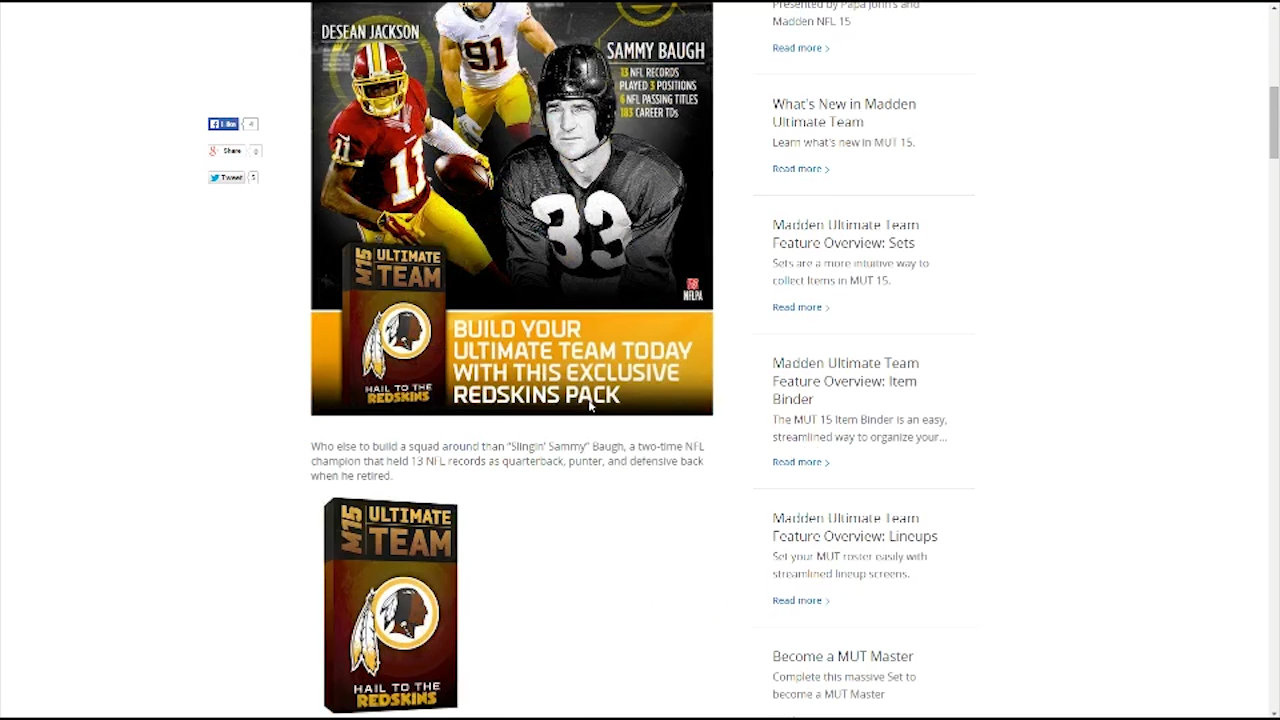 DESEAN JACKSON
91
SAMMY BAUGH
13 NFL RECORDS
PLAYED 3 POSITIONS
6 NFL PASSING TITLES
183 CAREER TDs
11
11
33
M15 ULTIMATE
TEAM
HAIL TO THE
REDSKINS
NFLPA
BUILD YOUR
ULTIMATE TEAM TODAY
WITH THIS EXCLUSIVE
REDSKINS PACK
Like 4
Share 0
Tweet 5
Who else to build a squad around than "Slingin' Sammy" Baugh, a two-time NFL
champion that held 13 NFL records as quarterback, punter, and defensive back
when he retired.
M15 ULTIMATE
TEAM
HAIL TO THE
REDSKINS
Presented by Papa John's and
Madden NFL 15
Read more >
What's New in Madden
Ultimate Team
Learn what's new in MUT 15.
Read more >
Madden Ultimate Team
Feature Overview: Sets
Sets are a more intuitive way to
collect Items in MUT 15.
Read more >
Madden Ultimate Team
Feature Overview: Item
Binder
The MUT 15 Item Binder is an easy,
streamlined way to organize your...
Read more >
Madden Ultimate Team
Feature Overview: Lineups
Set your MUT roster easily with
streamlined lineup screens.
Read more >
Become a MUT Master
Complete this massive Set to
become a MUT Master